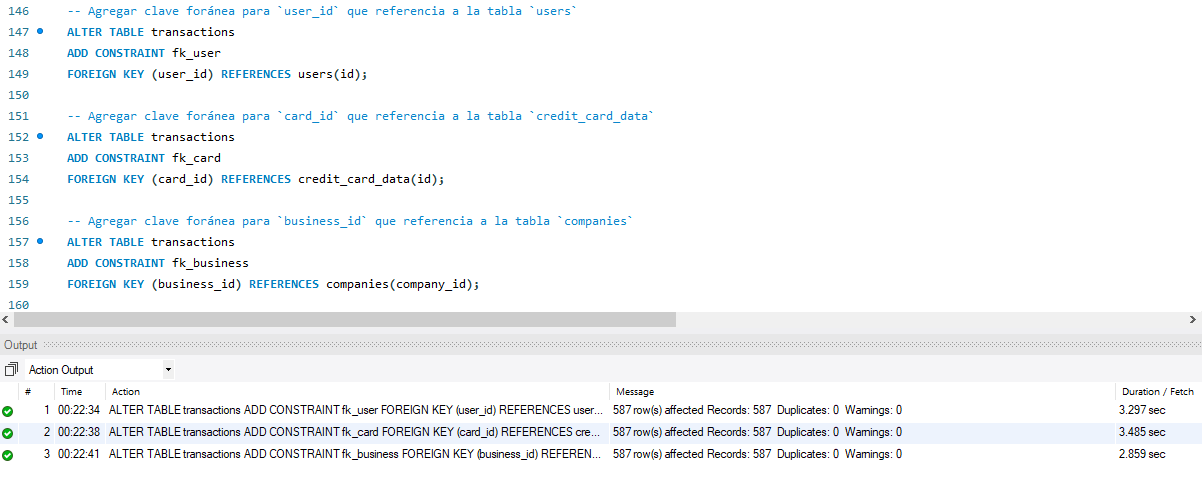 146 -- Agregar clave foránea para `user_id` que referencia a la tabla `users`
147 ALTER TABLE transactions
148 ADD CONSTRAINT fk_user
149 FOREIGN KEY (user_id) REFERENCES users(id);
150
151 -- Agregar clave foránea para `card_id` que referencia a la tabla `credit_card_data`
152 ALTER TABLE transactions
153 ADD CONSTRAINT fk_card
154 FOREIGN KEY (card_id) REFERENCES credit_card_data(id);
155
156 -- Agregar clave foránea para `business_id` que referencia a la tabla `companies`
157 ALTER TABLE transactions
158 ADD CONSTRAINT fk_business
159 FOREIGN KEY (business_id) REFERENCES companies(company_id);
160
Output
Action Output
# Time Action Message Duration / Fetch
1 00:22:34 ALTER TABLE transactions ADD CONSTRAINT fk_user FOREIGN KEY (user_id) REFERENCES user... 587 row(s) affected Records: 587 Duplicates: 0 Warnings: 0 3.297 sec
2 00:22:38 ALTER TABLE transactions ADD CONSTRAINT fk_card FOREIGN KEY (card_id) REFERENCES cre... 587 row(s) affected Records: 587 Duplicates: 0 Warnings: 0 3.485 sec
3 00:22:41 ALTER TABLE transactions ADD CONSTRAINT fk_business FOREIGN KEY (business_id) REFEREN... 587 row(s) affected Records: 587 Duplicates: 0 Warnings: 0 2.859 sec